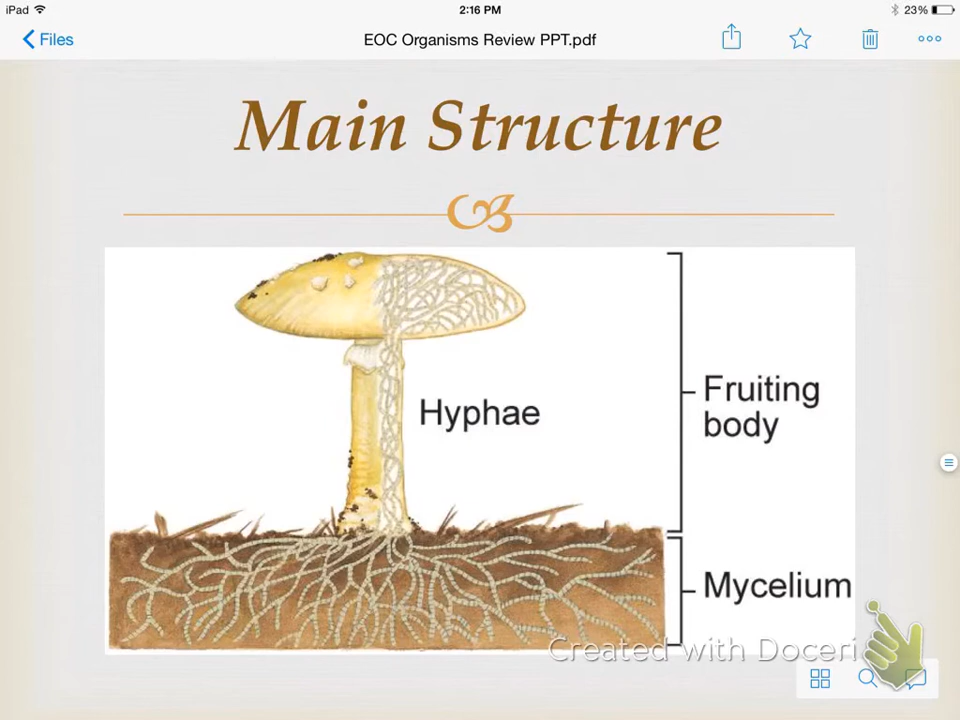 iPad 2:16 PM 23%
Files EOC Organisms Review PPT.pdf
Main Structure
Hyphae
Fruiting
body
Mycelium
Created with Doceri